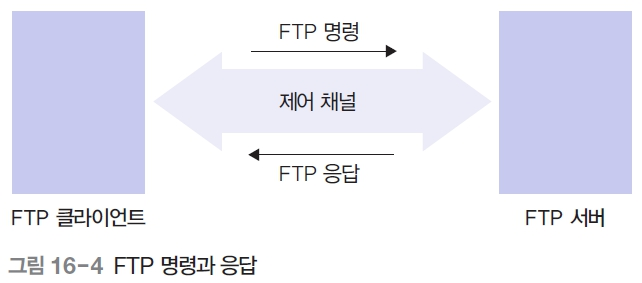 FTP 명령
제어 채널
FTP 응답
FTP 클라이언트
FTP 서버
그림 16-4 FTP 명령과 응답